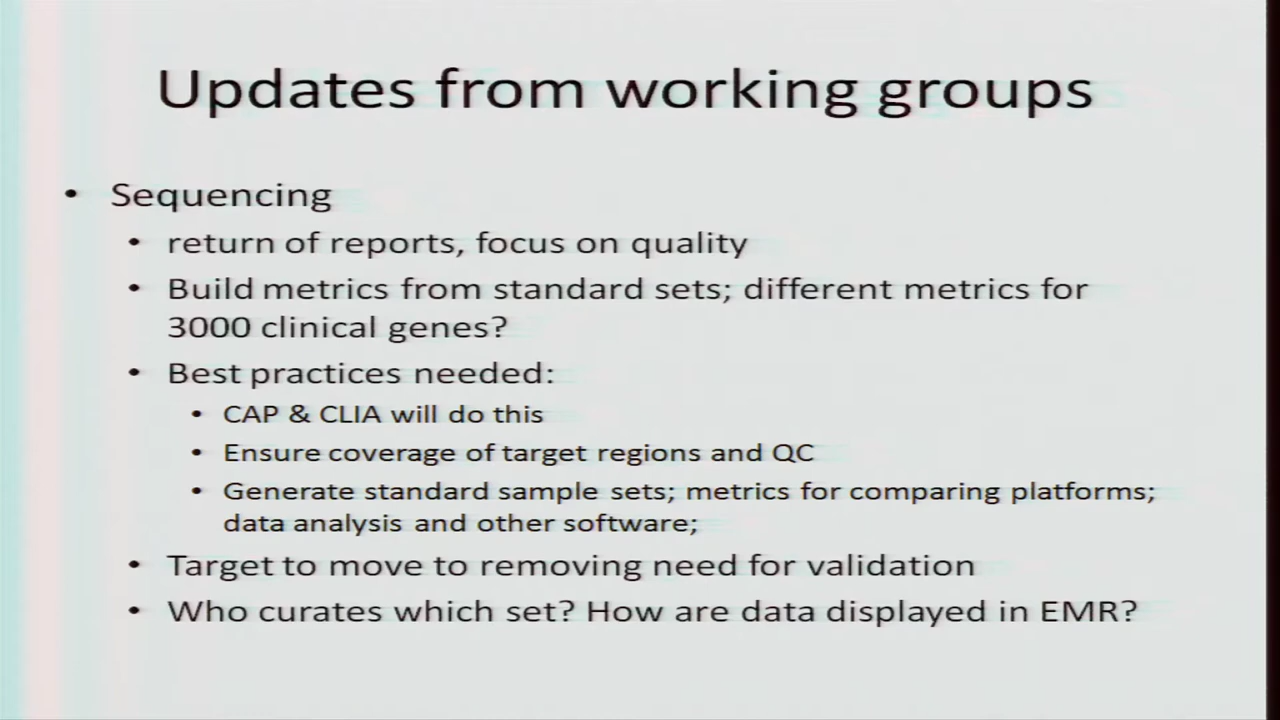 Updates from working groups
• Sequencing
• return of reports, focus on quality
• Build metrics from standard sets; different metrics for
3000 clinical genes?
• Best practices needed:
• CAP & CLIA will do this
• Ensure coverage of target regions and QC
• Generate standard sample sets; metrics for comparing platforms;
data analysis and other software;
• Target to move to removing need for validation
• Who curates which set? How are data displayed in EMR?